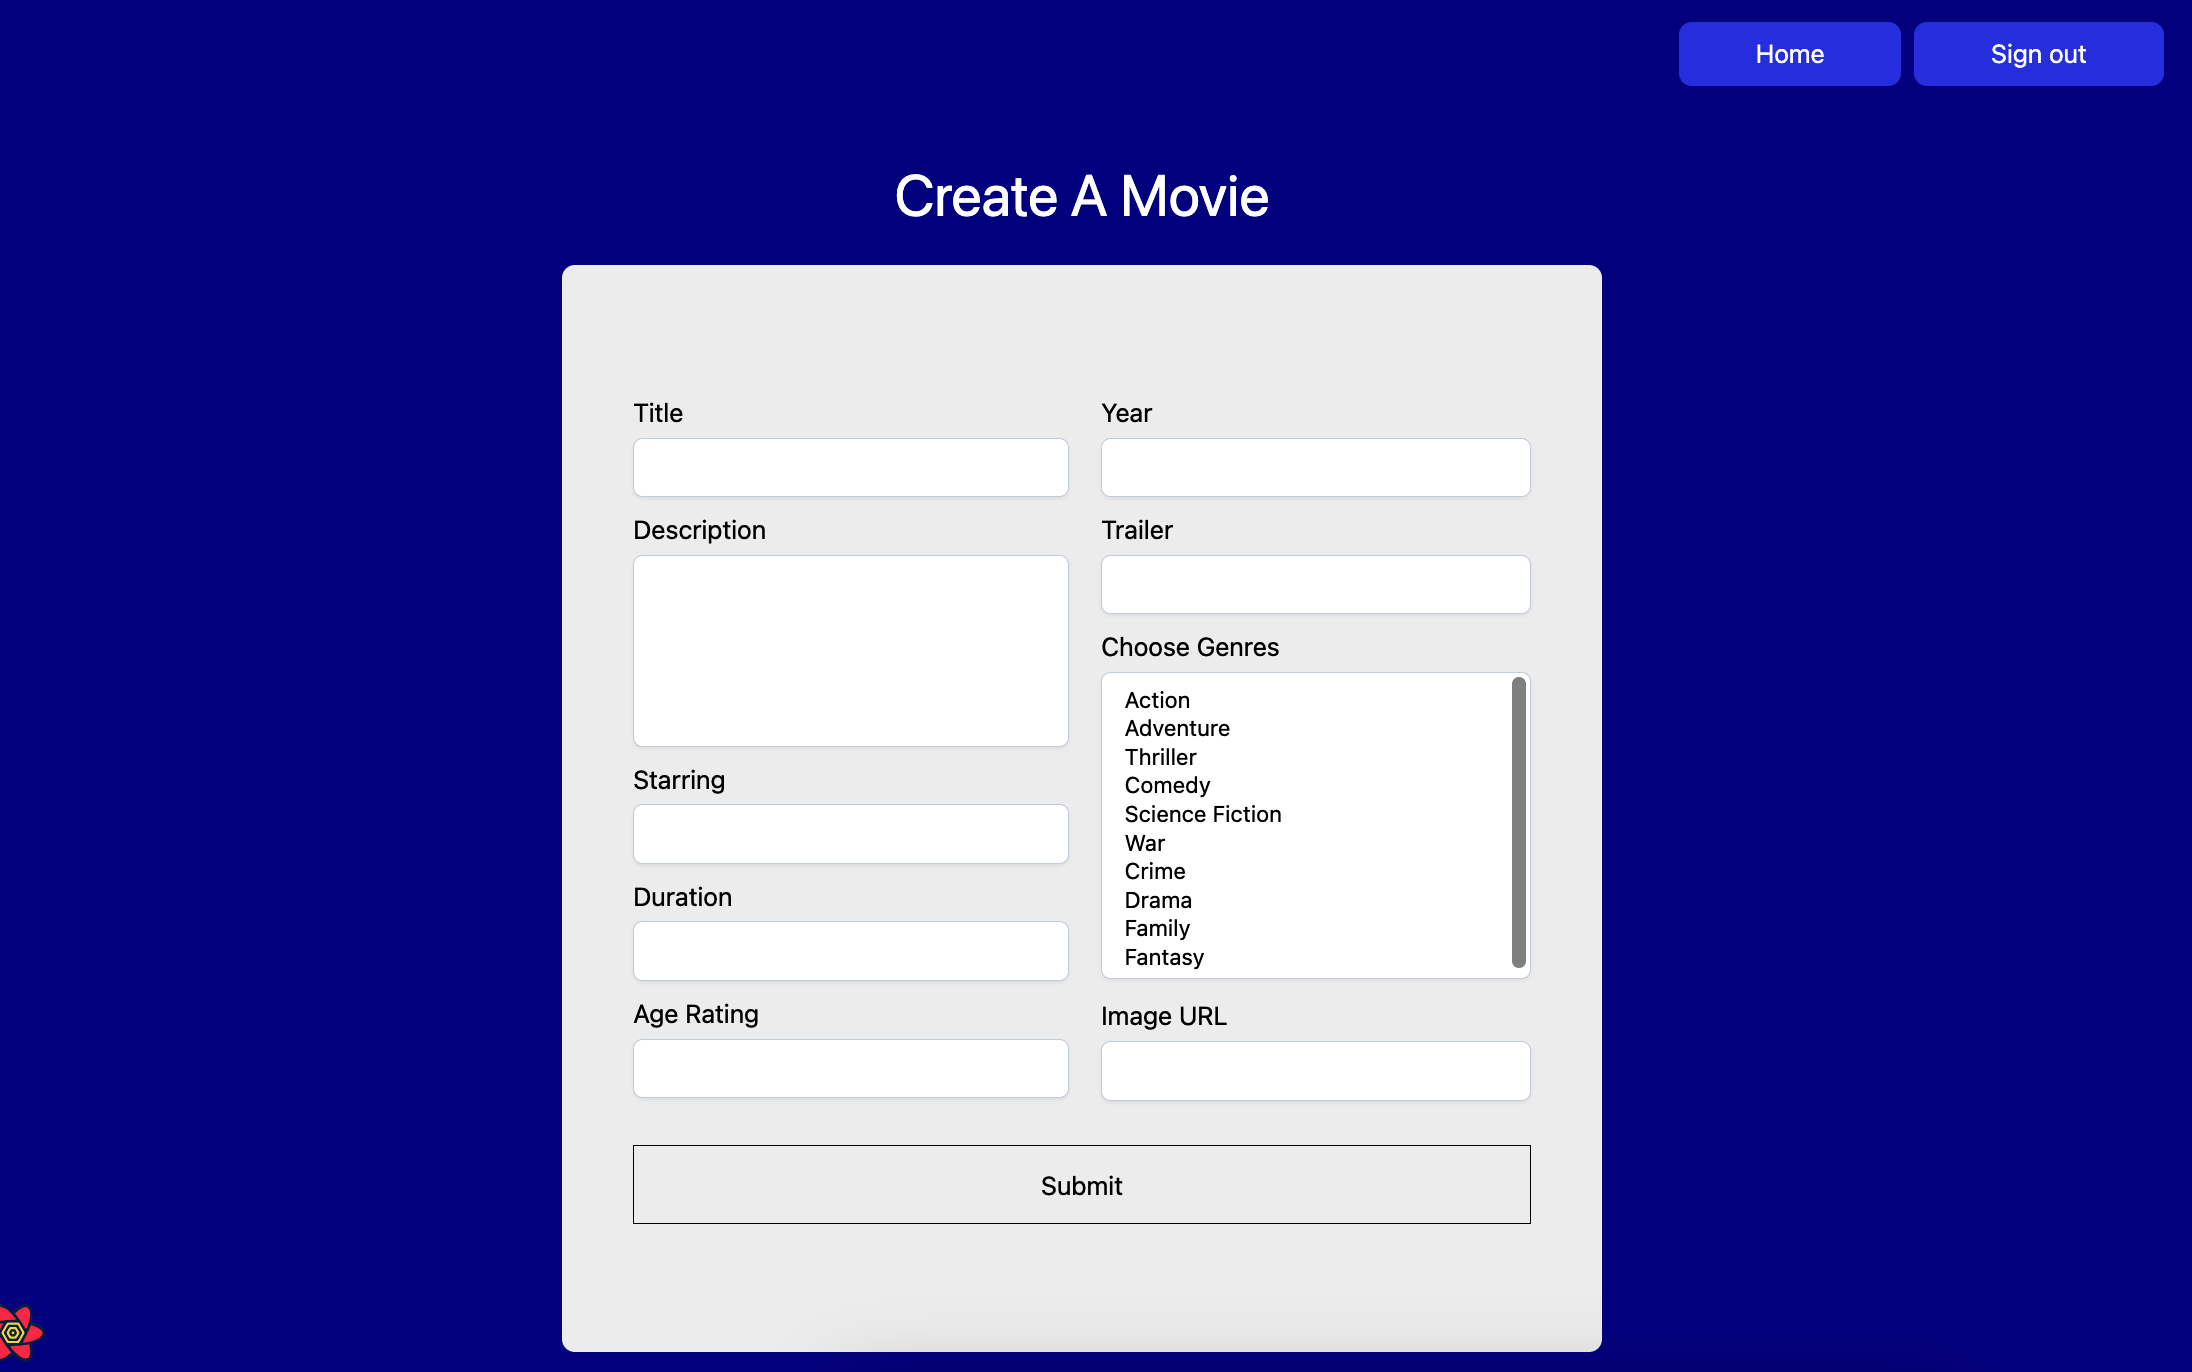 Home
Sign out
Create A Movie
Title
Year
Description
Trailer
Choose Genres
Action
Adventure
Thriller
Comedy
Science Fiction
War
Crime
Drama
Family
Fantasy
Starring
Duration
Age Rating
Image URL
Submit